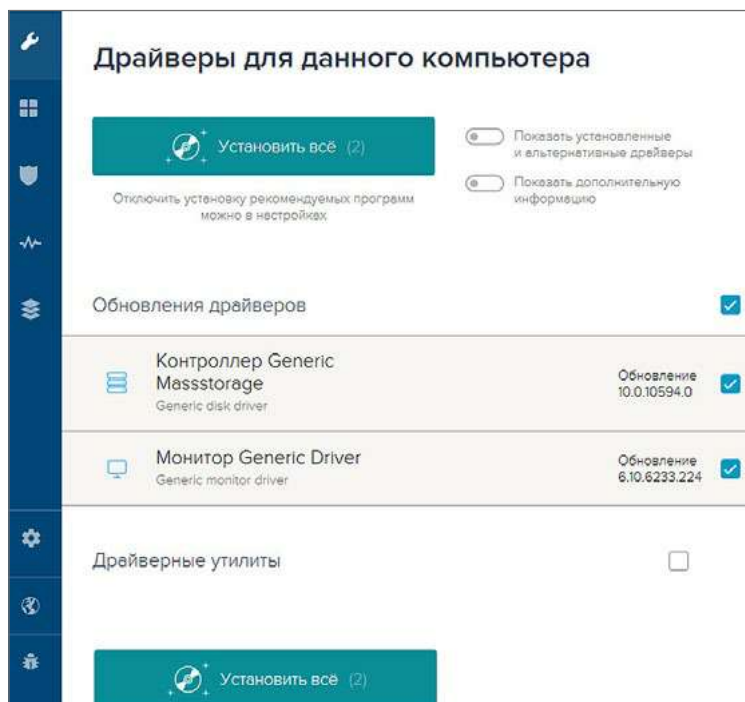 Драйверы для данного компьютера
Установить всё (2)
Показать установленные
и альтернативные драйверы
Показать дополнительную
информацию
Отключить установку рекомендуемых программ
можно в настройках
Обновления драйверов
Контроллер Generic
Massstorage
Generic disk driver
Обновление
10.0.10594.0
Монитор Generic Driver
Generic monitor driver
Обновление
6.10.6233.224
Драйверные утилиты
Установить всё (2)